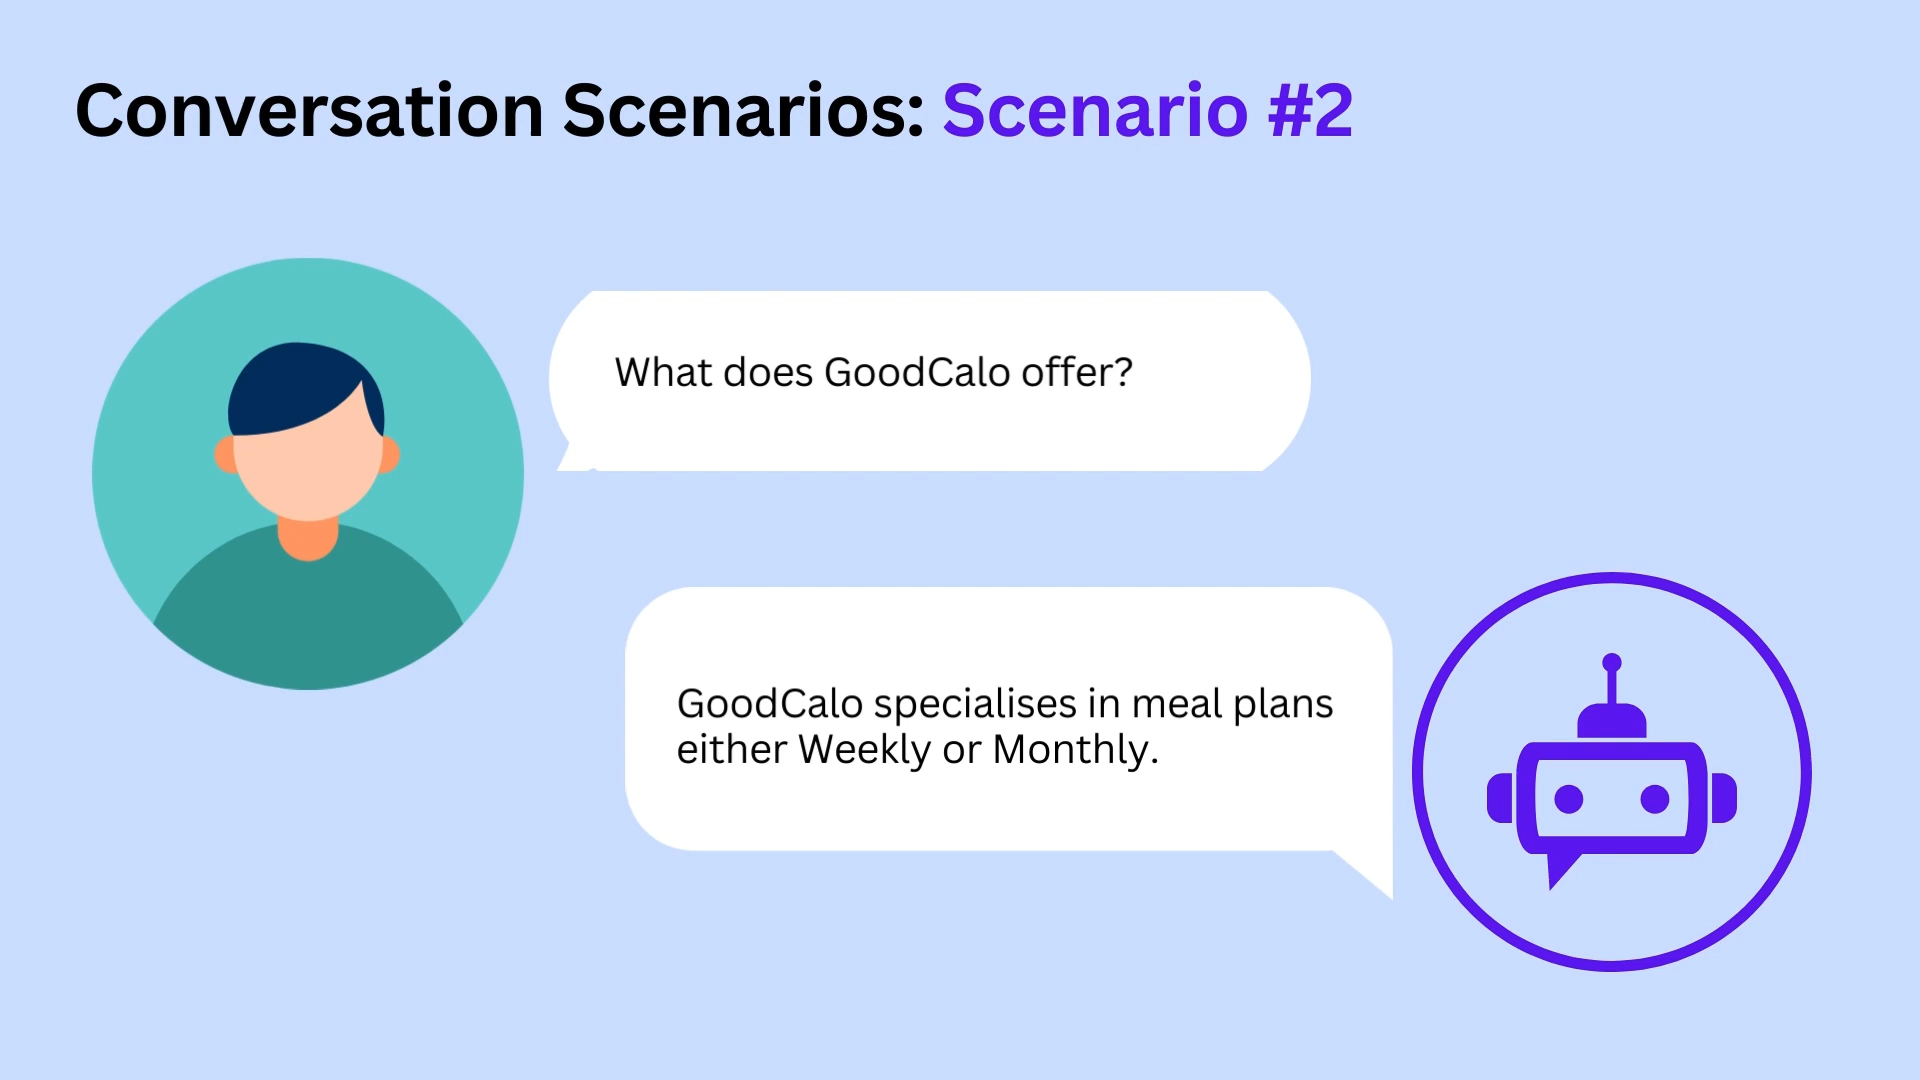 Conversation Scenarios: Scenario #2
What does GoodCalo offer?
GoodCalo specialises in meal plans
either Weekly or Monthly.